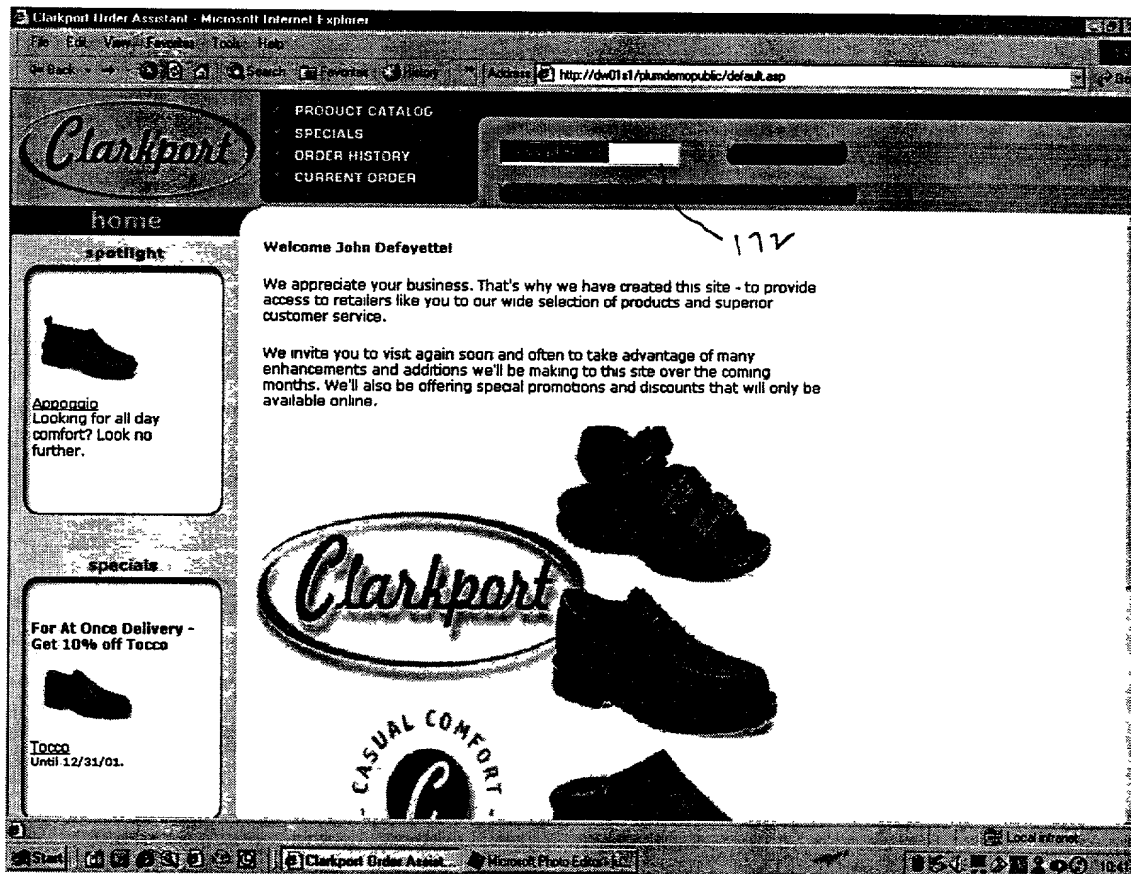 Clarkport Order Assistant - Microsoft Internet Explorer
File Edit View Favorites Tools Help
Back Search Favorites History Address http://dw01s1/plumdemopublic/default.asp
Clarkport
PRODUCT CATALOG
SPECIALS
ORDER HISTORY
CURRENT ORDER
172
home
spotlight
Appoggio
Looking for all day
comfort? Look no
further.
specials
For At Once Delivery -
Get 10% off Tocco
Tocco
Until 12/31/01.
Welcome John Defayette!
We appreciate your business. That's why we have created this site - to provide
access to retailers like you to our wide selection of products and superior
customer service.
We invite you to visit again soon and often to take advantage of many
enhancements and additions we'll be making to this site over the coming
months. We'll also be offering special promotions and discounts that will only be
available online.
Clarkport
CASUAL COMFORT
C
Local intranet
Start Clarkport Order Assist... Microsoft Photo Editor